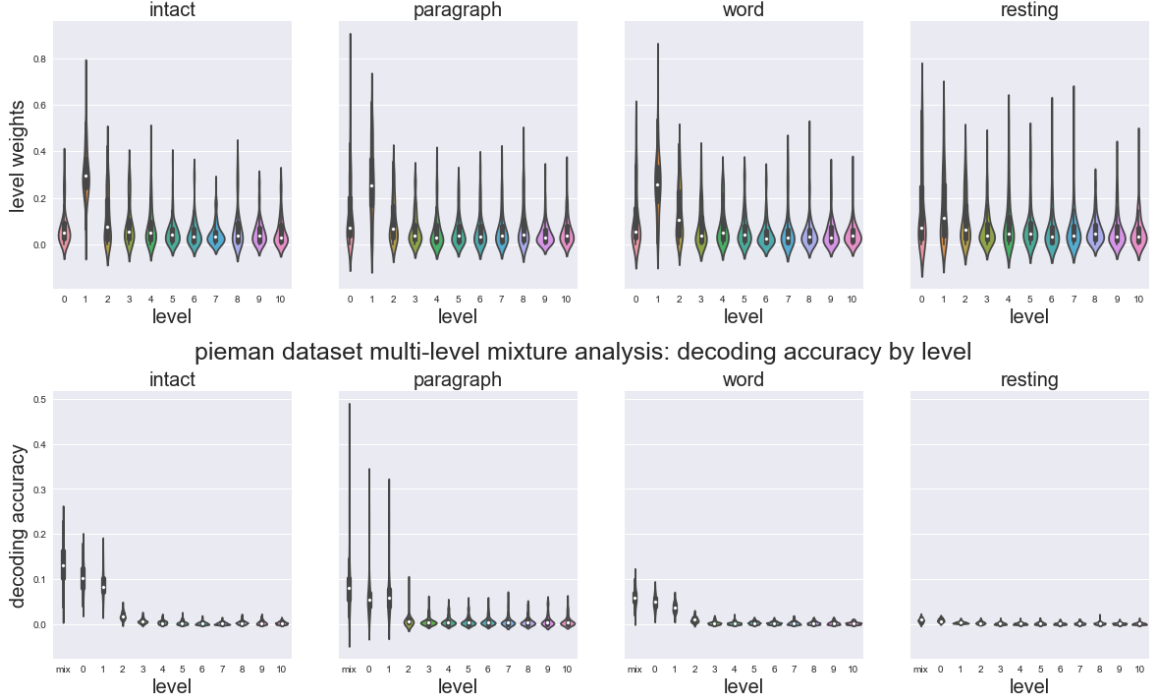 intact paragraph word resting
level weights
0.8
0.6
0.4
0.2
0.0
0 1 2 3 4 5 6 7 8 9 10 0 1 2 3 4 5 6 7 8 9 10 0 1 2 3 4 5 6 7 8 9 10 0 1 2 3 4 5 6 7 8 9 10
level level level level
pieman dataset multi-level mixture analysis: decoding accuracy by level
intact paragraph word resting
decoding accuracy
0.5
0.4
0.3
0.2
0.1
0.0
mix 0 1 2 3 4 5 6 7 8 9 10 mix 0 1 2 3 4 5 6 7 8 9 10 mix 0 1 2 3 4 5 6 7 8 9 10 mix 0 1 2 3 4 5 6 7 8 9 10
level level level level